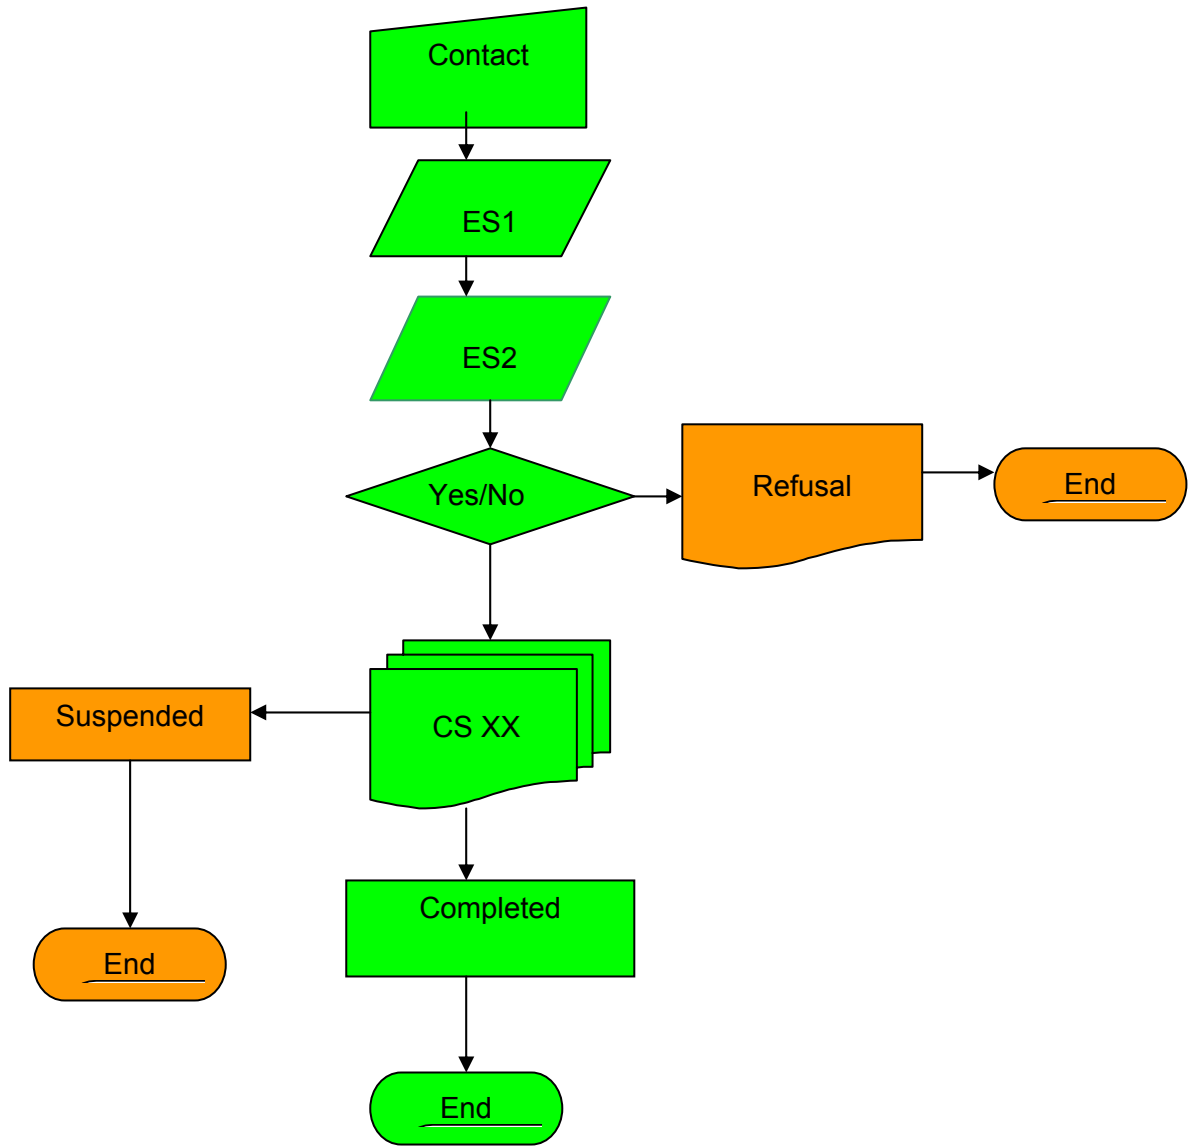 Contact
ES1
ES2
Yes/No
Refusal
End
CS XX
Suspended
Completed
End
End